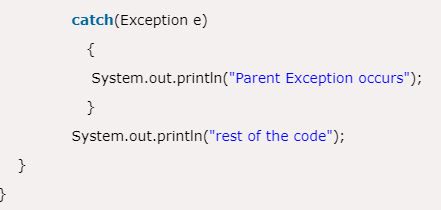 catch(Exception e)
{
System.out.println("Parent Exception occurs");
}
System.out.println("rest of the code");
}
}